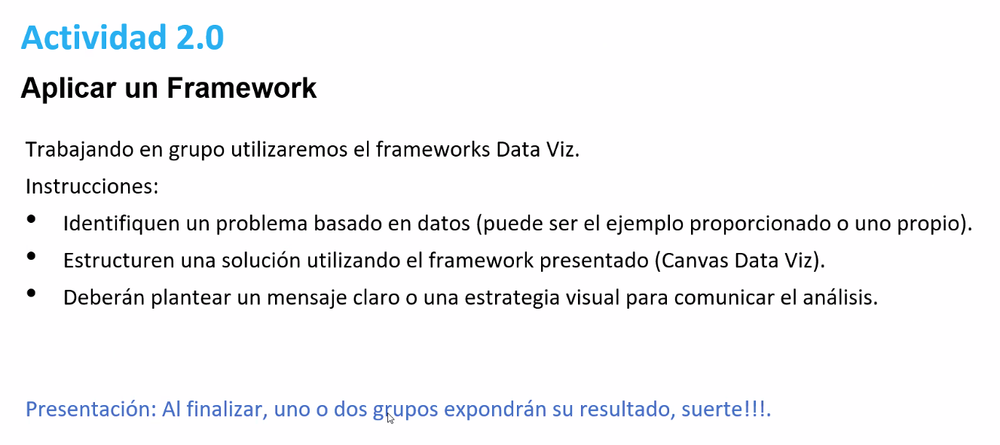 Actividad 2.0
Aplicar un Framework
Trabajando en grupo utilizaremos el frameworks Data Viz.
Instrucciones:
• Identifiquen un problema basado en datos (puede ser el ejemplo proporcionado o uno propio).
• Estructuren una solución utilizando el framework presentado (Canvas Data Viz).
• Deberán plantear un mensaje claro o una estrategia visual para comunicar el análisis.
Presentación: Al finalizar, uno o dos grupos expondrán su resultado, suerte!!!.